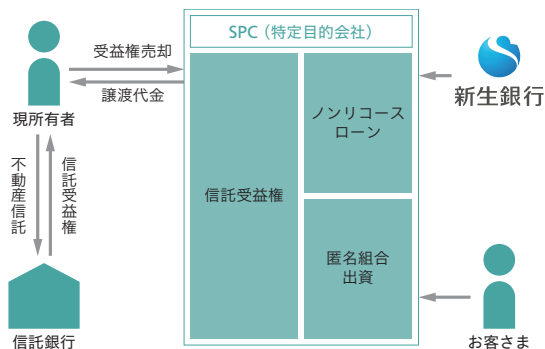 SPC（特定目的会社）
受益権売却
譲渡代金
現所有者
新生銀行
ノンリコース
ローン
信託受益権
不動産信託
信託受益権
匿名組合
出資
信託銀行
お客さま